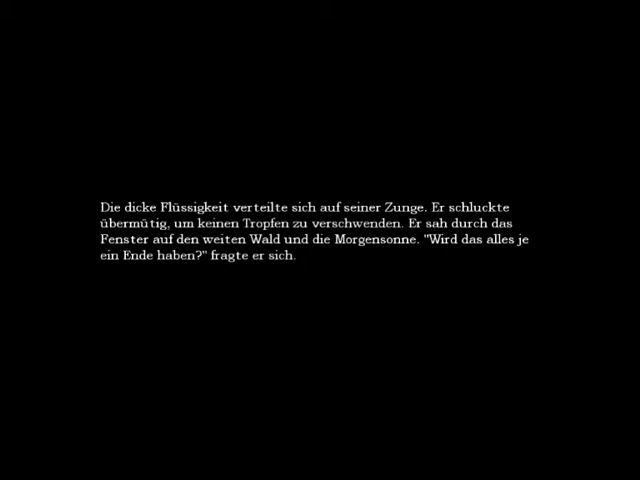 Die dicke Flüssigkeit verteilte sich auf seiner Zunge. Er schluckte
übermütig, um keinen Tropfen zu verschwenden. Er sah durch das
Fenster auf den weiten Wald und die Morgensonne. "Wird das alles je
ein Ende haben?" fragte er sich.